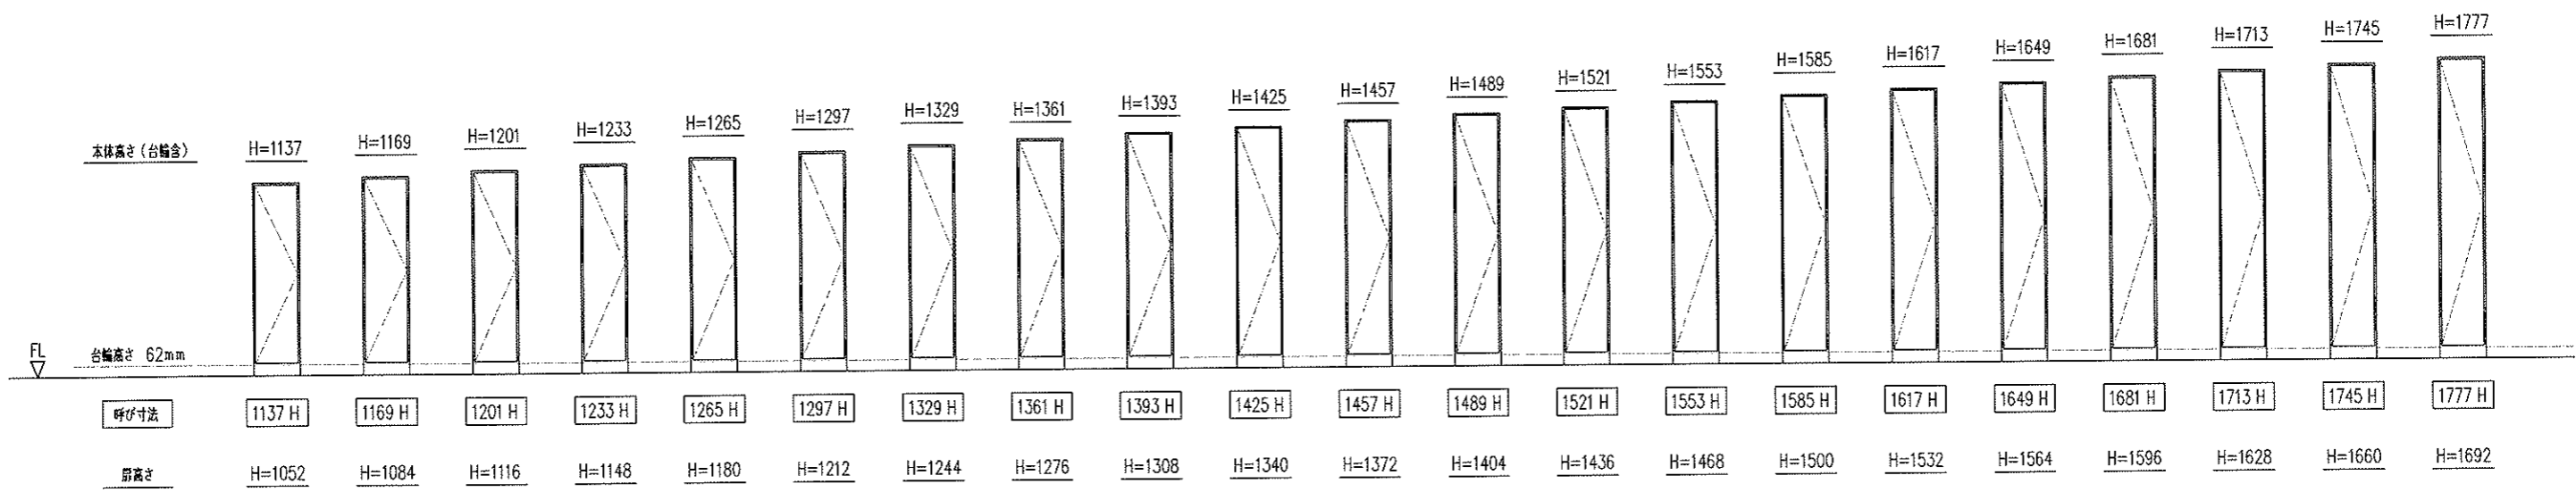 本体高さ(台輪含) H=1137 H=1169 H=1201 H=1233 H=1265 H=1297 H=1329 H=1361 H=1393 H=1425 H=1457 H=1489 H=1521 H=1553 H=1585 H=1617 H=1649 H=1681 H=1713 H=1745 H=1777
FL 台輪高さ 62mm
呼び寸法 1137 H 1169 H 1201 H 1233 H 1265 H 1297 H 1329 H 1361 H 1393 H 1425 H 1457 H 1489 H 1521 H 1553 H 1585 H 1617 H 1649 H 1681 H 1713 H 1745 H 1777 H
扉高さ H=1052 H=1084 H=1116 H=1148 H=1180 H=1212 H=1244 H=1276 H=1308 H=1340 H=1372 H=1404 H=1436 H=1468 H=1500 H=1532 H=1564 H=1596 H=1628 H=1660 H=1692